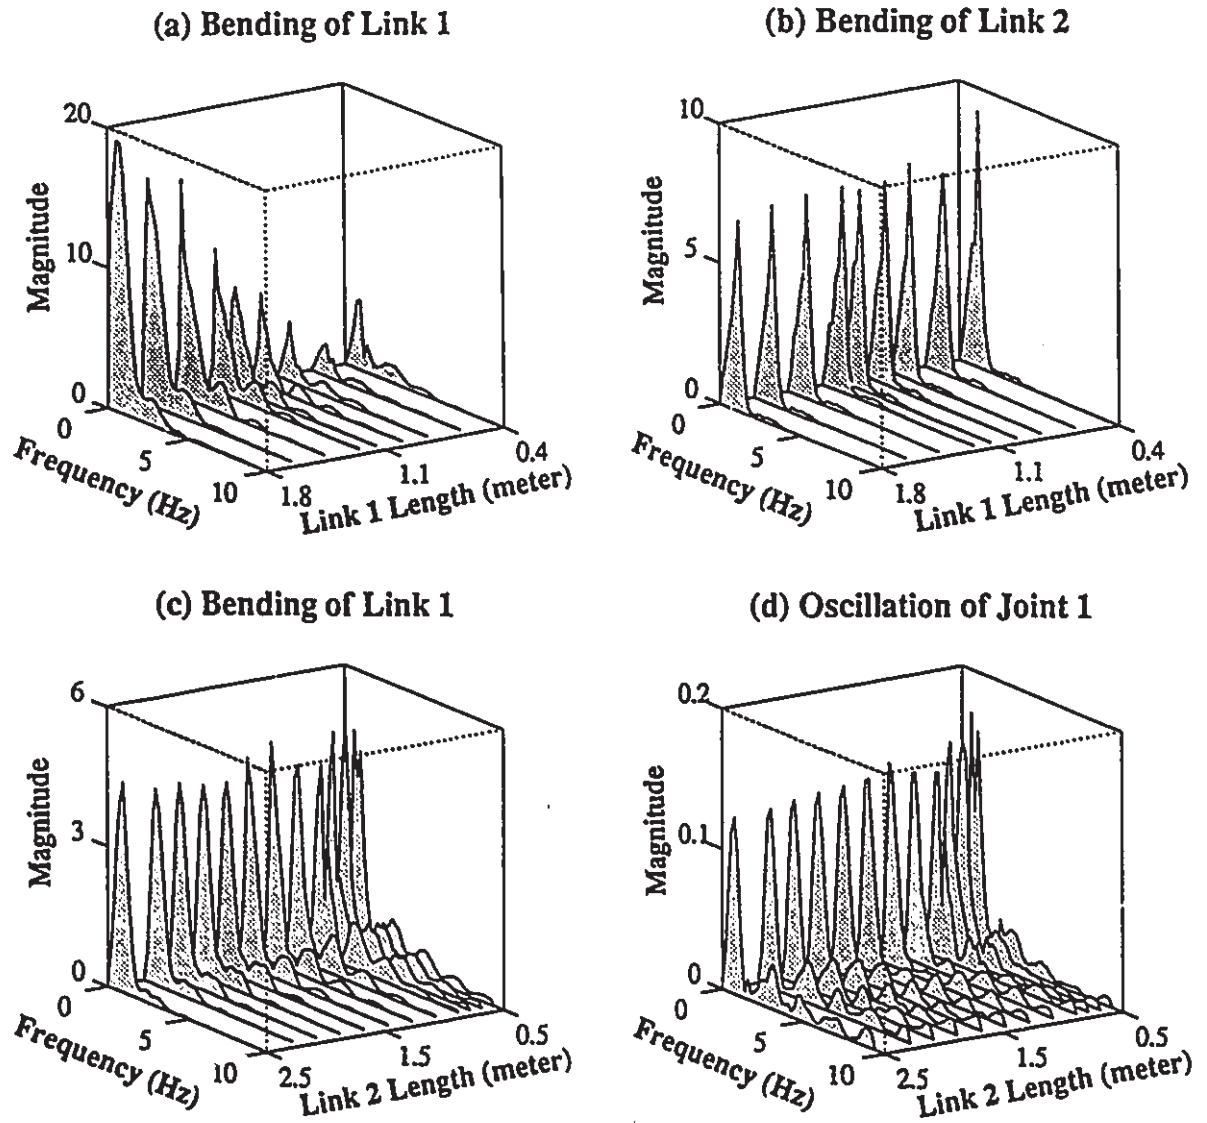 (a) Bending of Link 1
20
10
0
Magnitude
0
5
10
Frequency (Hz)
1.8
1.1
0.4
Link 1 Length (meter)
(b) Bending of Link 2
10
5
0
Magnitude
0
5
10
Frequency (Hz)
1.8
1.1
0.4
Link 1 Length (meter)
(c) Bending of Link 1
6
3
0
Magnitude
0
5
10
Frequency (Hz)
2.5
1.5
0.5
Link 2 Length (meter)
(d) Oscillation of Joint 1
0.2
0.1
0
Magnitude
0
5
10
Frequency (Hz)
2.5
1.5
0.5
Link 2 Length (meter)